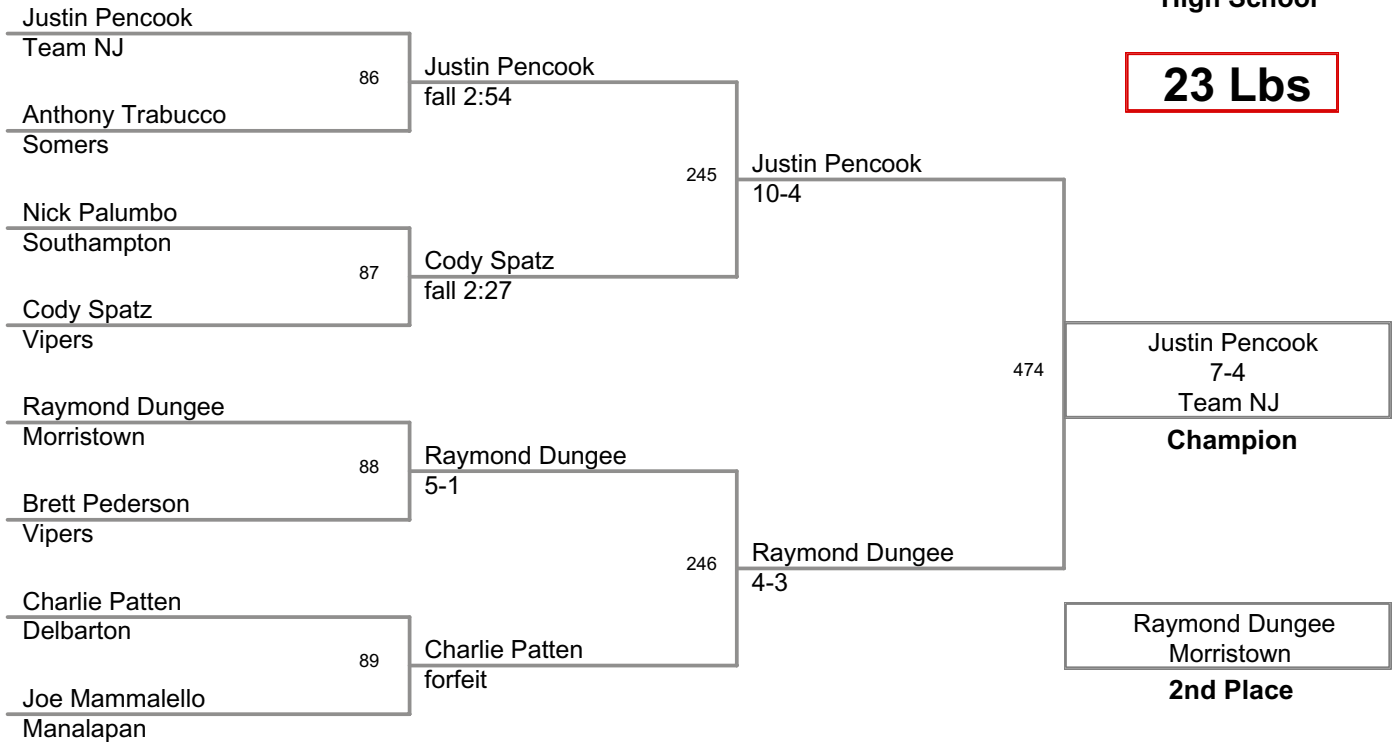 High School
23 Lbs
Justin Pencook
Team NJ
86
Anthony Trabucco
Somers
Nick Palumbo
Southampton
87
Cody Spatz
Vipers
Raymond Dungee
Morristown
88
Brett Pederson
Vipers
Charlie Patten
Delbarton
89
Joe Mammalello
Manalapan
Justin Pencook
fall 2:54
245
Cody Spatz
fall 2:27
Raymond Dungee
5-1
246
Charlie Patten
forfeit
Justin Pencook
10-4
474
Raymond Dungee
4-3
Justin Pencook
7-4
Team NJ
Champion
Raymond Dungee
Morristown
2nd Place